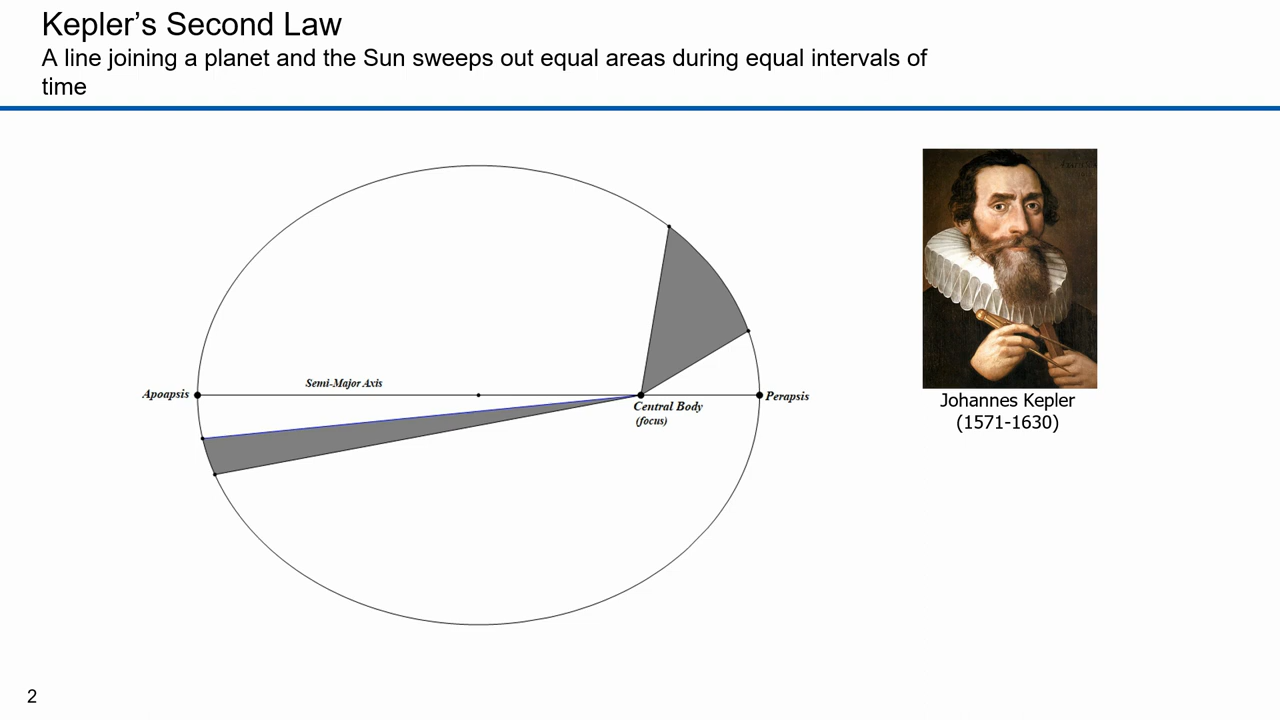 Kepler’s Second Law
A line joining a planet and the Sun sweeps out equal areas during equal intervals of
time
Semi-Major Axis
Apoapsis
Perapsis
Central Body
(focus)
Johannes Kepler
(1571-1630)
2